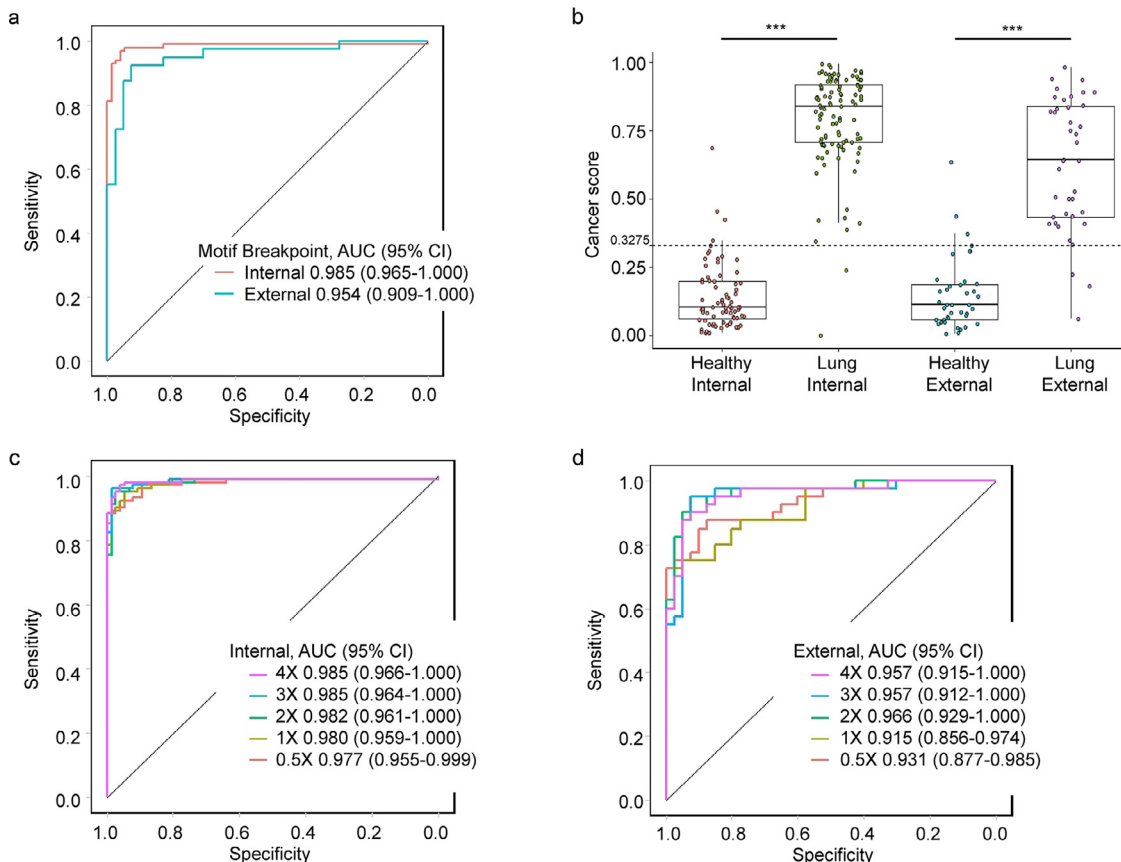 a
1.0
0.8
0.6
0.4
0.2
0.0
Sensitivity
Motif Breakpoint, AUC (95% CI)
Internal 0.985 (0.965-1.000)
External 0.954 (0.909-1.000)
1.0 0.8 0.6 0.4 0.2 0.0
Specificity
b
*** ***
1.00
0.75
0.50
0.3275
0.25
0.00
Cancer score
Healthy Lung Healthy Lung
Internal Internal External External
c
1.0
0.8
0.6
0.4
0.2
0.0
Sensitivity
Internal, AUC (95% CI)
4X 0.985 (0.966-1.000)
3X 0.985 (0.964-1.000)
2X 0.982 (0.961-1.000)
1X 0.980 (0.959-1.000)
0.5X 0.977 (0.955-0.999)
1.0 0.8 0.6 0.4 0.2 0.0
Specificity
d
1.0
0.8
0.6
0.4
0.2
0.0
Sensitivity
External, AUC (95% CI)
4X 0.957 (0.915-1.000)
3X 0.957 (0.912-1.000)
2X 0.966 (0.929-1.000)
1X 0.915 (0.856-0.974)
0.5X 0.931 (0.877-0.985)
1.0 0.8 0.6 0.4 0.2 0.0
Specificity